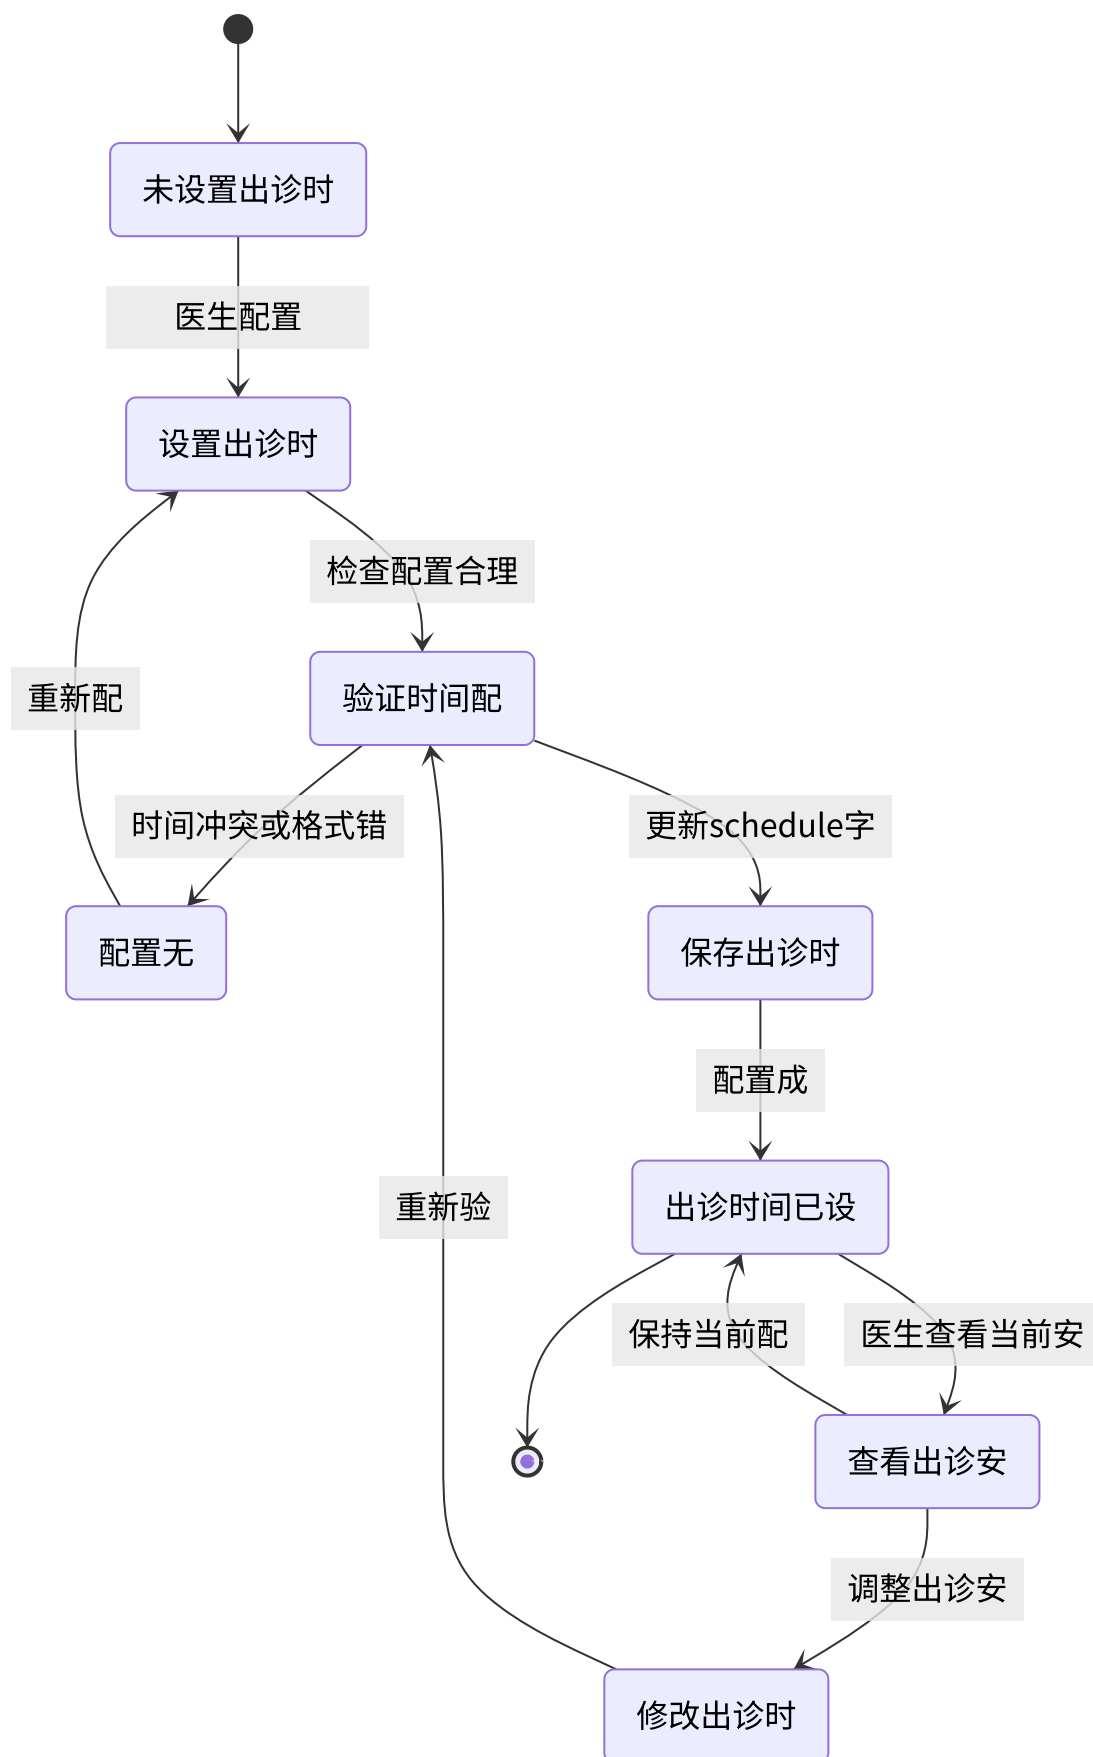 未设置出诊时
医生配置
设置出诊时
检查配置合理
重新配
验证时间配
时间冲突或格式错
更新schedule字
配置无
保存出诊时
配置成
重新验
出诊时间已设
保持当前配
医生查看当前安
查看出诊安
调整出诊安
修改出诊时